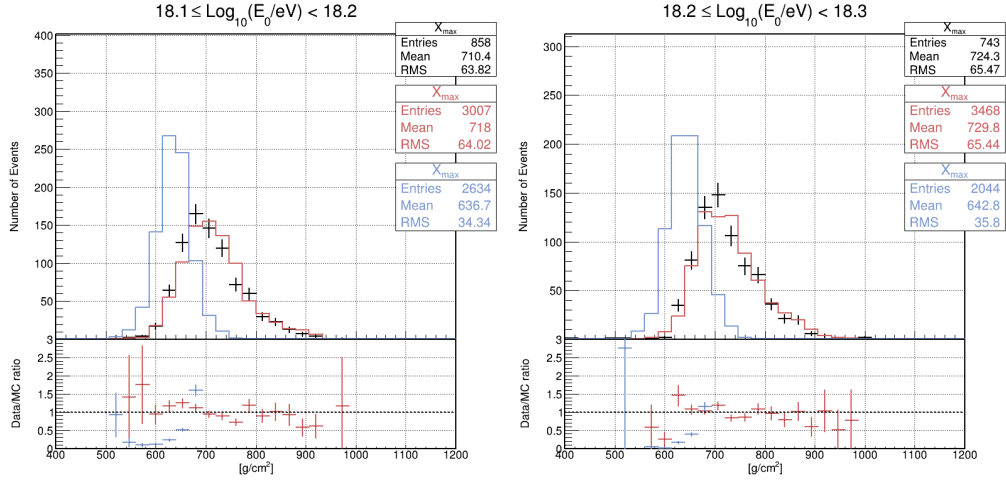 18.1 ≤ Log10(E0/eV) < 18.2
Xmax
Entries 858
Mean 710.4
RMS 63.82
Xmax
Entries 3007
Mean 718
RMS 64.02
Xmax
Entries 2634
Mean 636.7
RMS 34.34
Number of Events
400
350
300
250
200
150
100
50
Data/MC ratio
3
2.5
2
1.5
1
0.5
0
400 500 600 700 800 900 1000 1100 1200
[g/cm²]
18.2 ≤ Log10(E0/eV) < 18.3
Xmax
Entries 743
Mean 724.3
RMS 65.47
Xmax
Entries 3468
Mean 729.8
RMS 65.44
Xmax
Entries 2044
Mean 642.8
RMS 35.8
Number of Events
300
250
200
150
100
50
Data/MC ratio
3
2.5
2
1.5
1
0.5
0
400 500 600 700 800 900 1000 1100 1200
[g/cm²]